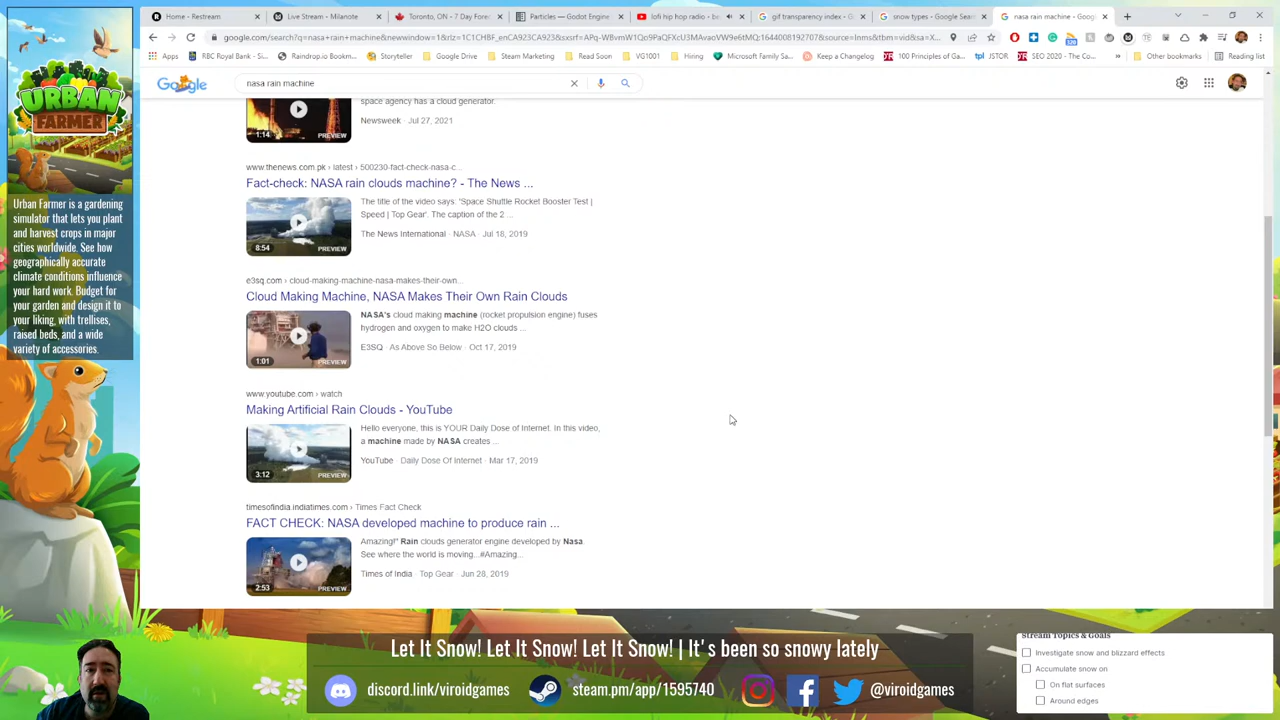 Home - Restream
Live Stream - Milanote
Toronto, ON - 7 Day Forec
Particles — Godot Engine
lofi hip hop radio - be
gif transparency index - Go
snow types - Google Sear
nasa rain machine - Googl
Apps
RBC Royal Bank - Si
Raindrop.io Bookm...
Storyteller
Google Drive
Steam Marketing
Read Soon
VG1001
Hiring
Microsoft Family Sa...
Keep a Changelog
100 Principles of Ga...
JSTOR
SEO 2020 - The Co...
Other bookmarks
Reading list
Google
nasa rain machine
URBAN
FARMER
Urban Farmer is a gardening
simulator that lets you plant
and harvest crops in major
cities worldwide. See how
geographically accurate
climate conditions influence
your hard work. Budget for
your garden and design it to
your liking, with trellises,
raised beds, and a wide
variety of accessories.
space agency has a cloud generator.
Newsweek · Jul 27, 2021
1:14
PREVIEW
www.thenews.com.pk › latest › 500230-fact-check-nasa-c...
Fact-check: NASA rain clouds machine? - The News ...
The title of the video says: 'Space Shuttle Rocket Booster Test |
Speed | Top Gear'. The caption of the 2 ...
The News International · NASA · Jul 18, 2019
8:54
PREVIEW
e3sq.com › cloud-making-machine-nasa-makes-their-own...
Cloud Making Machine, NASA Makes Their Own Rain Clouds
NASA's cloud making machine (rocket propulsion engine) fuses
hydrogen and oxygen to make H2O clouds ...
E3SQ · As Above So Below · Oct 17, 2019
1:01
PREVIEW
www.youtube.com › watch
Making Artificial Rain Clouds - YouTube
Hello everyone, this is YOUR Daily Dose of Internet. In this video,
a machine made by NASA creates ...
YouTube · Daily Dose Of Internet · Mar 17, 2019
3:12
PREVIEW
timesofindia.indiatimes.com › Times Fact Check
FACT CHECK: NASA developed machine to produce rain ...
Amazing!" Rain clouds generator engine developed by Nasa
See where the world is moving...#Amazing...
Times of India · Top Gear · Jun 28, 2019
2:53
PREVIEW
Let It Snow! Let It Snow! Let It Snow! | It's been so snowy lately
discord.link/viroidgames
steam.pm/app/1595740
@viroidgames
Stream Topics & Goals
Investigate snow and blizzard effects
Accumulate snow on
On flat surfaces
Around edges